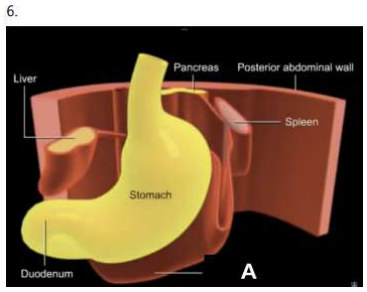 6.
Pancreas
Posterior abdominal wall
Liver
Spleen
Stomach
A
Duodenum